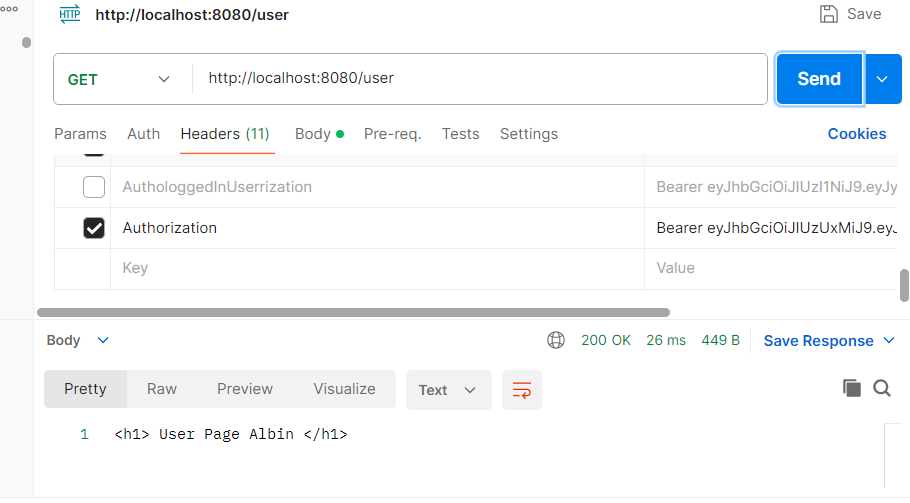 HTTP http://localhost:8080/user Save
GET http://localhost:8080/user Send
Params Auth Headers (11) Body Pre-req. Tests Settings Cookies
AuthologgedInUserrization Bearer eyJhbGciOiJIUzI1NiJ9.eyJy
Authorization Bearer eyJhbGciOiJIUzUxMiJ9.eyJ
Key Value
Body 200 OK 26 ms 449 B Save Response
Pretty Raw Preview Visualize Text
1 <h1> User Page Albin </h1>